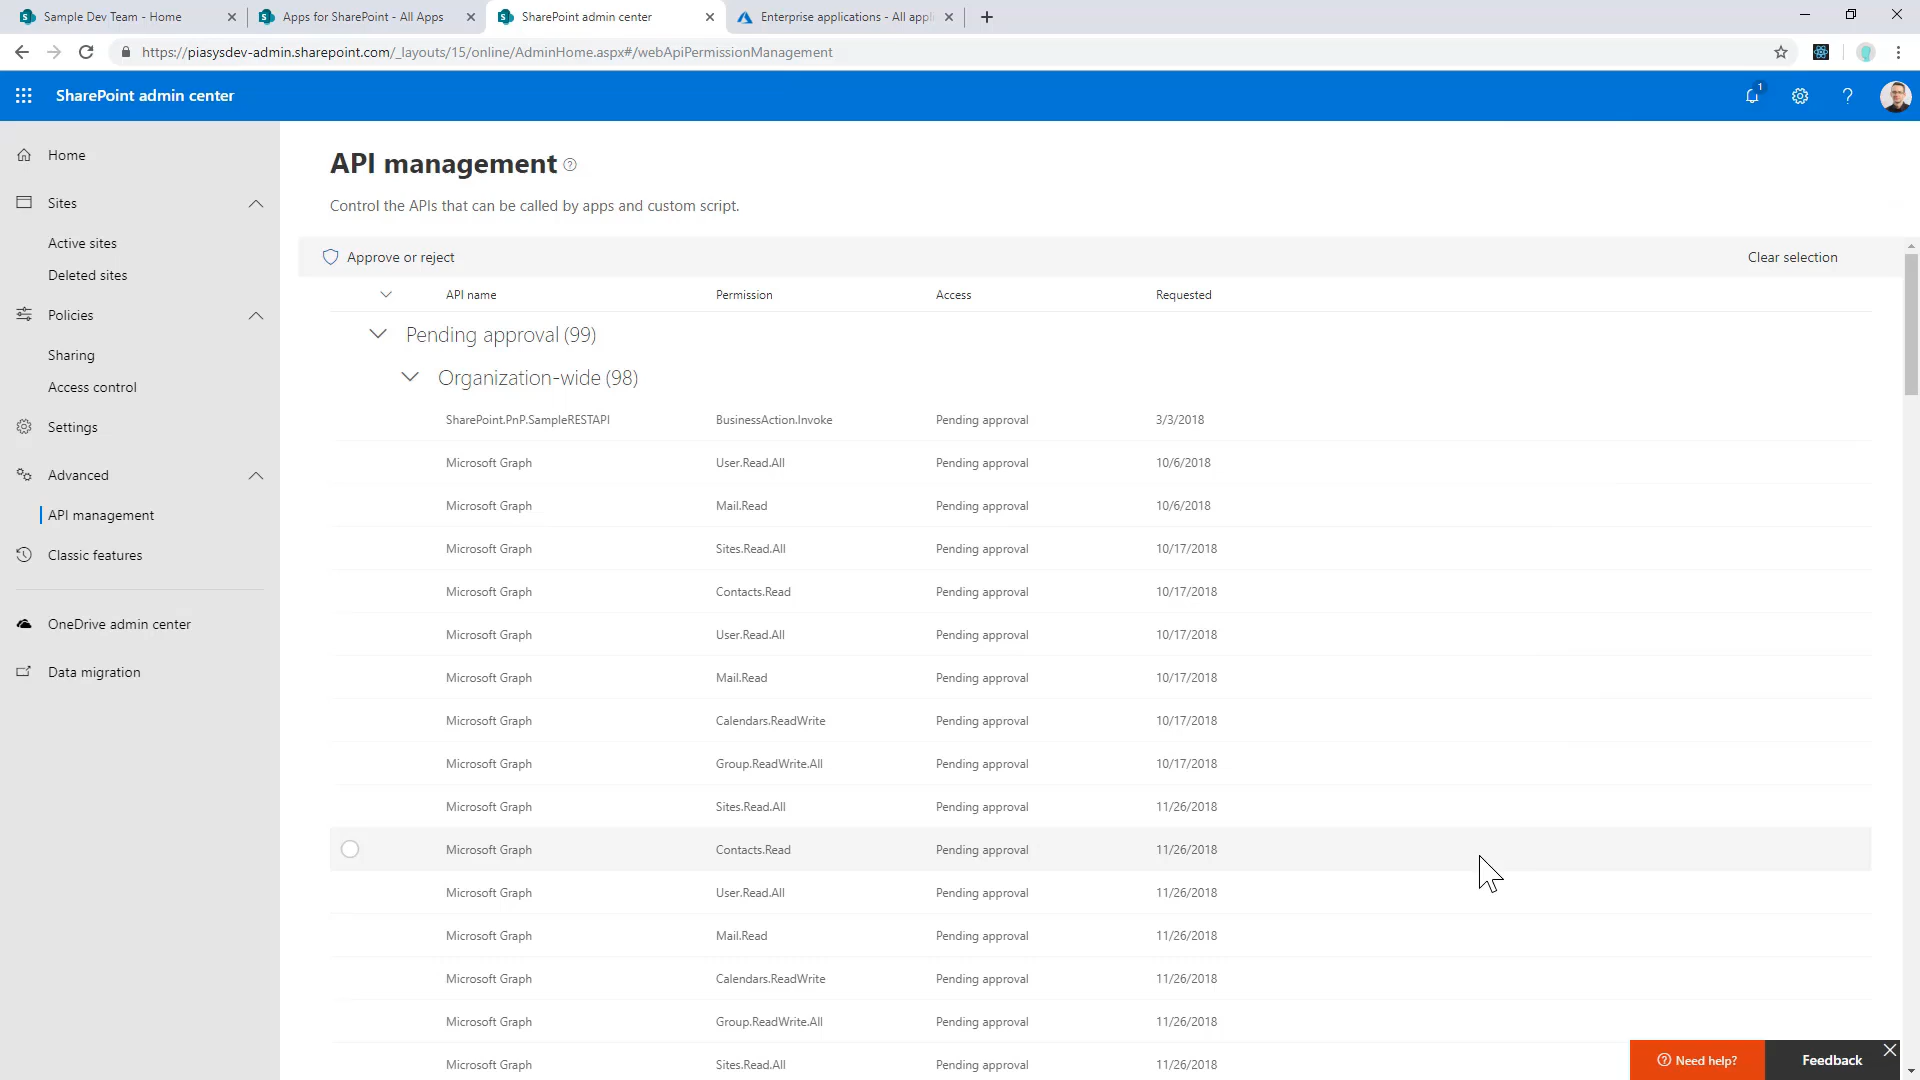 Sample Dev Team - Home
Apps for SharePoint - All Apps
SharePoint admin center
Enterprise applications - All appl
https://piasysdev-admin.sharepoint.com/_layouts/15/online/AdminHome.aspx#/webApiPermissionManagement
SharePoint admin center
1
Home
Sites
Active sites
Deleted sites
Policies
Sharing
Access control
Settings
Advanced
API management
Classic features
OneDrive admin center
Data migration
API management
Control the APIs that can be called by apps and custom script.
Approve or reject
Clear selection
API name Permission Access Requested
Pending approval (99)
Organization-wide (98)
SharePoint.PnP.SampleRESTAPI BusinessAction.Invoke Pending approval 3/3/2018
Microsoft Graph User.Read.All Pending approval 10/6/2018
Microsoft Graph Mail.Read Pending approval 10/6/2018
Microsoft Graph Sites.Read.All Pending approval 10/17/2018
Microsoft Graph Contacts.Read Pending approval 10/17/2018
Microsoft Graph User.Read.All Pending approval 10/17/2018
Microsoft Graph Mail.Read Pending approval 10/17/2018
Microsoft Graph Calendars.ReadWrite Pending approval 10/17/2018
Microsoft Graph Group.ReadWrite.All Pending approval 10/17/2018
Microsoft Graph Sites.Read.All Pending approval 11/26/2018
Microsoft Graph Contacts.Read Pending approval 11/26/2018
Microsoft Graph User.Read.All Pending approval 11/26/2018
Microsoft Graph Mail.Read Pending approval 11/26/2018
Microsoft Graph Calendars.ReadWrite Pending approval 11/26/2018
Microsoft Graph Group.ReadWrite.All Pending approval 11/26/2018
Microsoft Graph Sites.Read.All Pending approval 11/26/2018
Need help?
Feedback